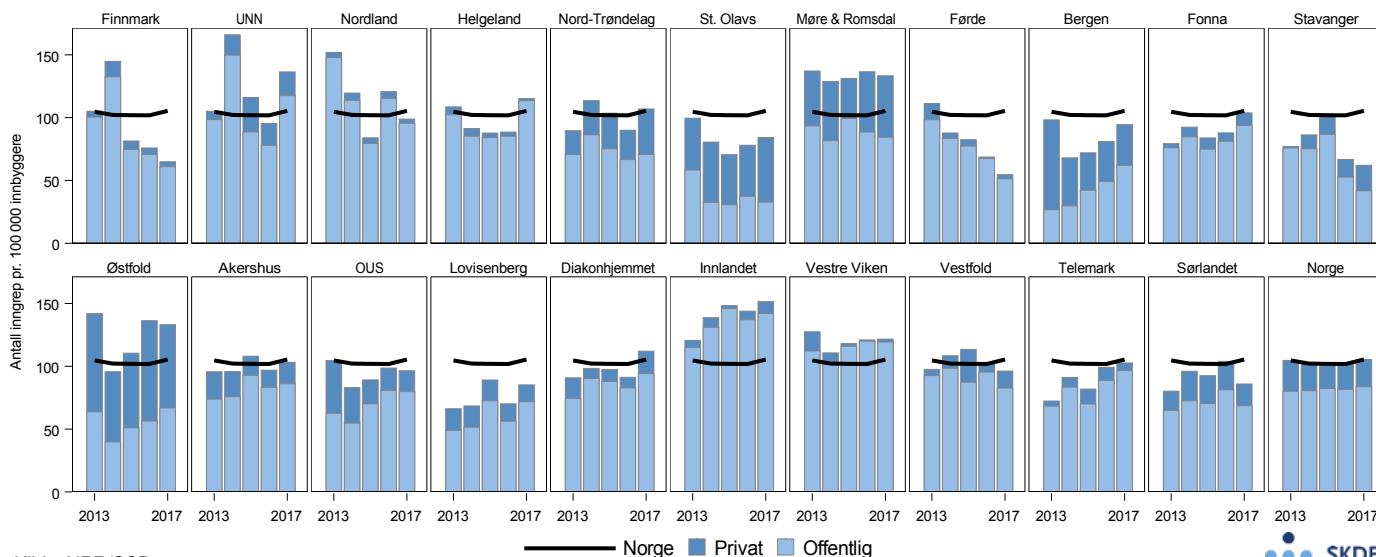 Finnmark UNN Nordland Helgeland Nord-Trøndelag St. Olavs Møre & Romsdal Førde Bergen Fonna Stavanger
150
100
50
0
Antall inngrep pr. 100 000 innbyggere
Østfold Akershus OUS Lovisenberg Diakonhjemmet Innlandet Vestre Viken Vestfold Telemark Sørlandet Norge
150
100
50
0
2013 2017 2013 2017 2013 2017 2013 2017 2013 2017 2013 2017 2013 2017 2013 2017 2013 2017 2013 2017 2013 2017
Norge Privat Offentlig